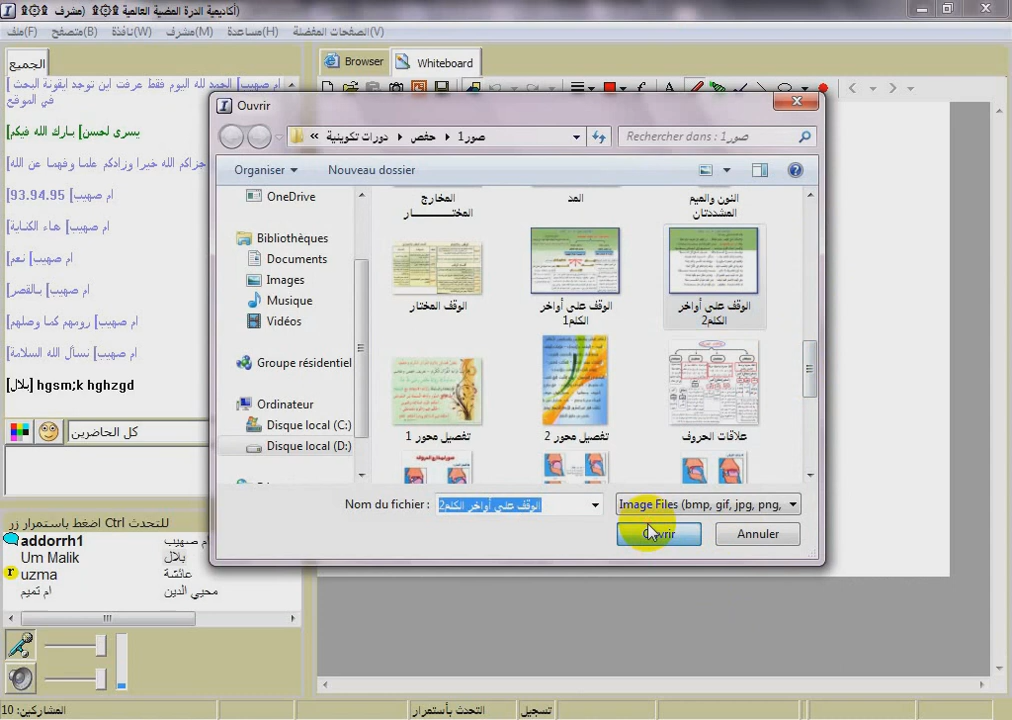 أكاديمية الدرة المضية العالمية (مشرف)
ملف(F) متصفح(B) نافذة(W) مشرف(M) مساعدة(H) الصفحات المفضلة(V)
الجميع
Browser
Whiteboard
[ام صهيب] الحمد لله اليوم فقط عرفت اين توجد ايقونة البحث في الموقع
[يسرى لحسن] بارك الله فيكم
جزاكم الله خيرا وزادكم علما وفهما عن الله]
[ام صهيب] 93.94.95
[ام صهيب] هاء الكناية
[ام صهيب] نعم
[ام صهيب] بالقصر
[ام صهيب] رومهم كما وصلهم
[ام صهيب] نسأل الله السلامة
[بلال] hgsm;k hghzgd
كل الحاضرين
للتحدث Ctrl اضغط باستمرار زر
addorrh1
ام صهيب
Um Malik
بلال
uzma
عائشة
ام تميم
محيي الدين
Ouvrir
« دورات تكوينية حفص صور1
Rechercher dans : صور1
Organiser
Nouveau dossier
OneDrive
Bibliothèques
Documents
Images
Musique
Vidéos
Groupe résidentiel
Ordinateur
Disque local (C:)
Disque local (D:)
المخارج المختـــــــار
المد
النون والميم المشددتان
الوقف المختار
الوقف على أواخر الكلم1
الوقف على أواخر الكلم2
تفصيل محور 1
تفصيل محور 2
علاقات الحروف
Nom du fichier :
الوقف على أواخر الكلم2
Image Files (bmp, gif, jpg, png,
Ouvrir
Annuler
المشاركين: 10
التحدث بأستمرار
تسجيل